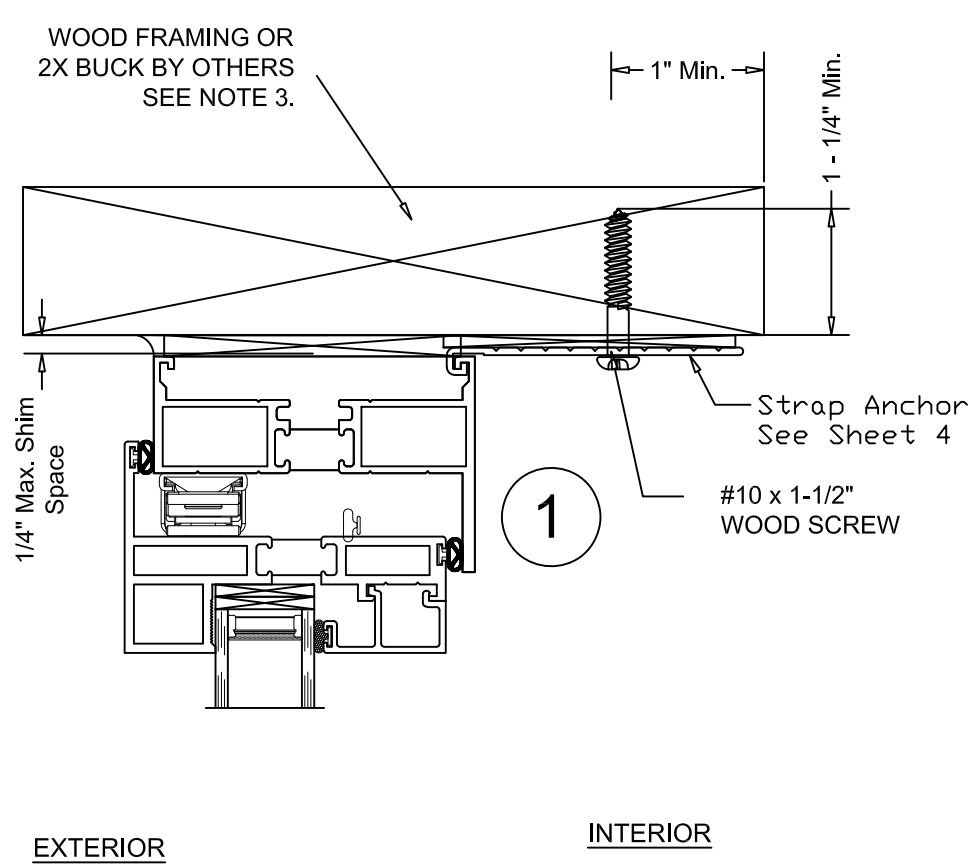 WOOD FRAMING OR
2X BUCK BY OTHERS
SEE NOTE 3.
1" Min.
1 - 1/4" Min.
1/4" Max. Shim
Space
Strap Anchor
See Sheet 4
#10 x 1-1/2"
WOOD SCREW
1
EXTERIOR
INTERIOR